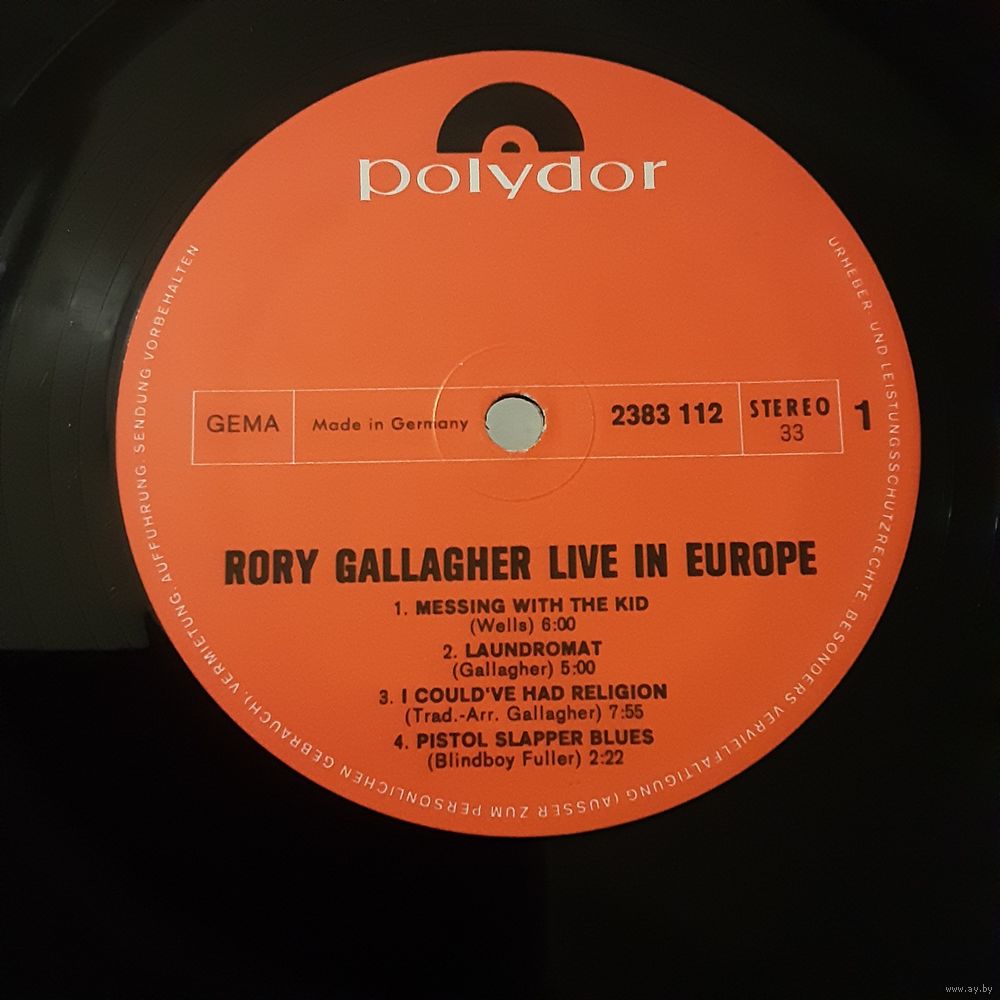 polydor
URHEBER- UND LEISTUNGSSCHUTZRECHTE, BESONDERS VERVIELFÄLTIGUNG (AUSSER ZUM PERSÖNLICHEN GEBRAUCH), VERMIETUNG, AUFFÜHRUNG, SENDUNG VORBEHALTEN
GEMA Made in Germany 2383 112 STEREO 33 1
RORY GALLAGHER LIVE IN EUROPE
1. MESSING WITH THE KID
(Wells) 6:00
2. LAUNDROMAT
(Gallagher) 5:00
3. I COULD'VE HAD RELIGION
(Trad.-Arr. Gallagher) 7:55
4. PISTOL SLAPPER BLUES
(Blindboy Fuller) 2:22
www.ay.by